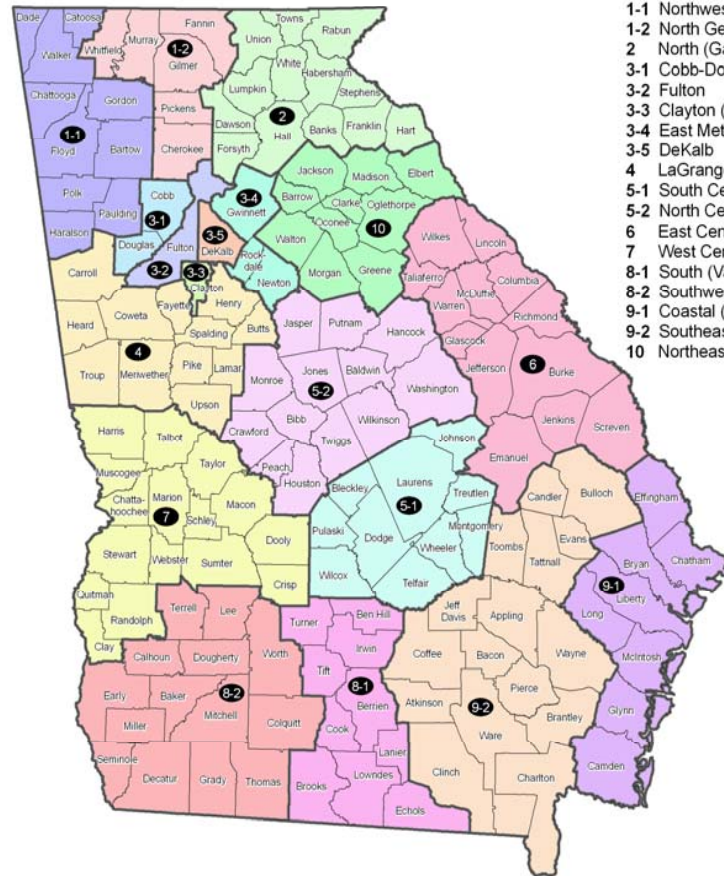 1-1 Northwes
1-2 North Ge
2 North (Ga
3-1 Cobb-Do
3-2 Fulton
3-3 Clayton (
3-4 East Met
3-5 DeKalb
4 LaGrang
5-1 South Ce
5-2 North Ce
6 East Cen
7 West Cen
8-1 South (Va
8-2 Southwe
9-1 Coastal (
9-2 Southeas
10 Northeas
Dade
Catoosa
Walker
Whitfield
Murray
Fannin
1-2
Gilmer
Towns
Union
Rabun
White
Habersham
Lumpkin
Stephens
Chattooga
Gordon
Pickens
2
Dawson
Hall
Banks
Franklin
Hart
1-1
Floyd
Bartow
Cherokee
Forsyth
Jackson
Madison
Elbert
Polk
Paulding
Haralson
Cobb
3-1
Douglas
3-4
Gwinnett
Barrow
Clarke
Oglethorpe
Oconee
10
3-5
DeKalb
Fulton
3-2
Walton
Morgan
Greene
Wilkes
Lincoln
3-3
Clayton
Rock-
dale
Newton
Taliaferro
Columbia
McDuffie
Warren
Richmond
Carroll
Fayette
Henry
Coweta
Spalding
Butts
Jasper
Putnam
Hancock
Glascock
Heard
4
Jefferson
6
Burke
Troup
Meriwether
Pike
Lamar
Monroe
Jones
5-2
Baldwin
Washington
Upson
Jenkins
Screven
Harris
Talbot
Crawford
Bibb
Wilkinson
Twiggs
Johnson
Emanuel
Muscogee
Taylor
Peach
Houston
Bleckley
Laurens
5-1
Treutlen
Candler
Bulloch
Effingham
Chatta-
hoochee
Marion
7
Schley
Macon
Dooly
Pulaski
Dodge
Montgomery
Wheeler
Toombs
Evans
Tattnall
Bryan
Chatham
Stewart
Webster
Sumter
Crisp
Wilcox
Telfair
9-1
Liberty
Long
Quitman
Randolph
Clay
Terrell
Lee
Turner
Ben Hill
Irwin
Jeff
Davis
Appling
Coffee
Bacon
Wayne
McIntosh
Calhoun
Dougherty
Worth
Tift
8-1
Berrien
Pierce
Early
Baker
8-2
Mitchell
Colquitt
Cook
Atkinson
9-2
Ware
Brantley
Glynn
Miller
Lanier
Camden
Seminole
Decatur
Grady
Thomas
Brooks
Lowndes
Echols
Clinch
Charlton